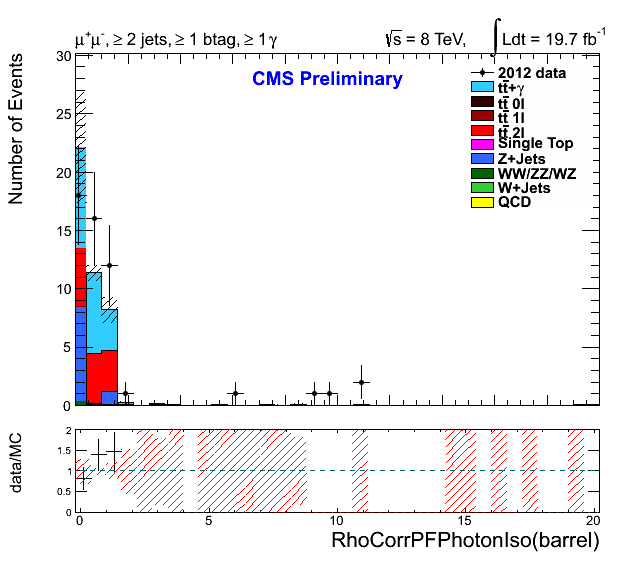 μ⁺μ⁻, ≥ 2 jets, ≥ 1 btag, ≥ 1 γ
√s = 8 TeV, ∫ Ldt = 19.7 fb⁻¹
CMS Preliminary
2012 data
tt̄+γ
tt̄ 0l
tt̄ 1l
tt̄ 2l
Single Top
Z+Jets
WW/ZZ/WZ
W+Jets
QCD
Number of Events
30
25
20
15
10
5
0
data/MC
2
1.5
1
0.5
0
0 5 10 15 20
RhoCorrPFPhotonIso(barrel)